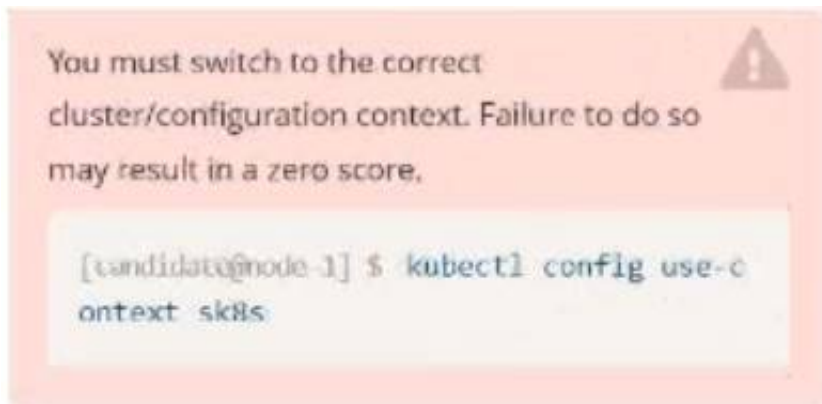 You must switch to the correct
cluster/configuration context. Failure to do so
may result in a zero score.
[candidate@node-1] $ kubectl config use-c
ontext sk8s